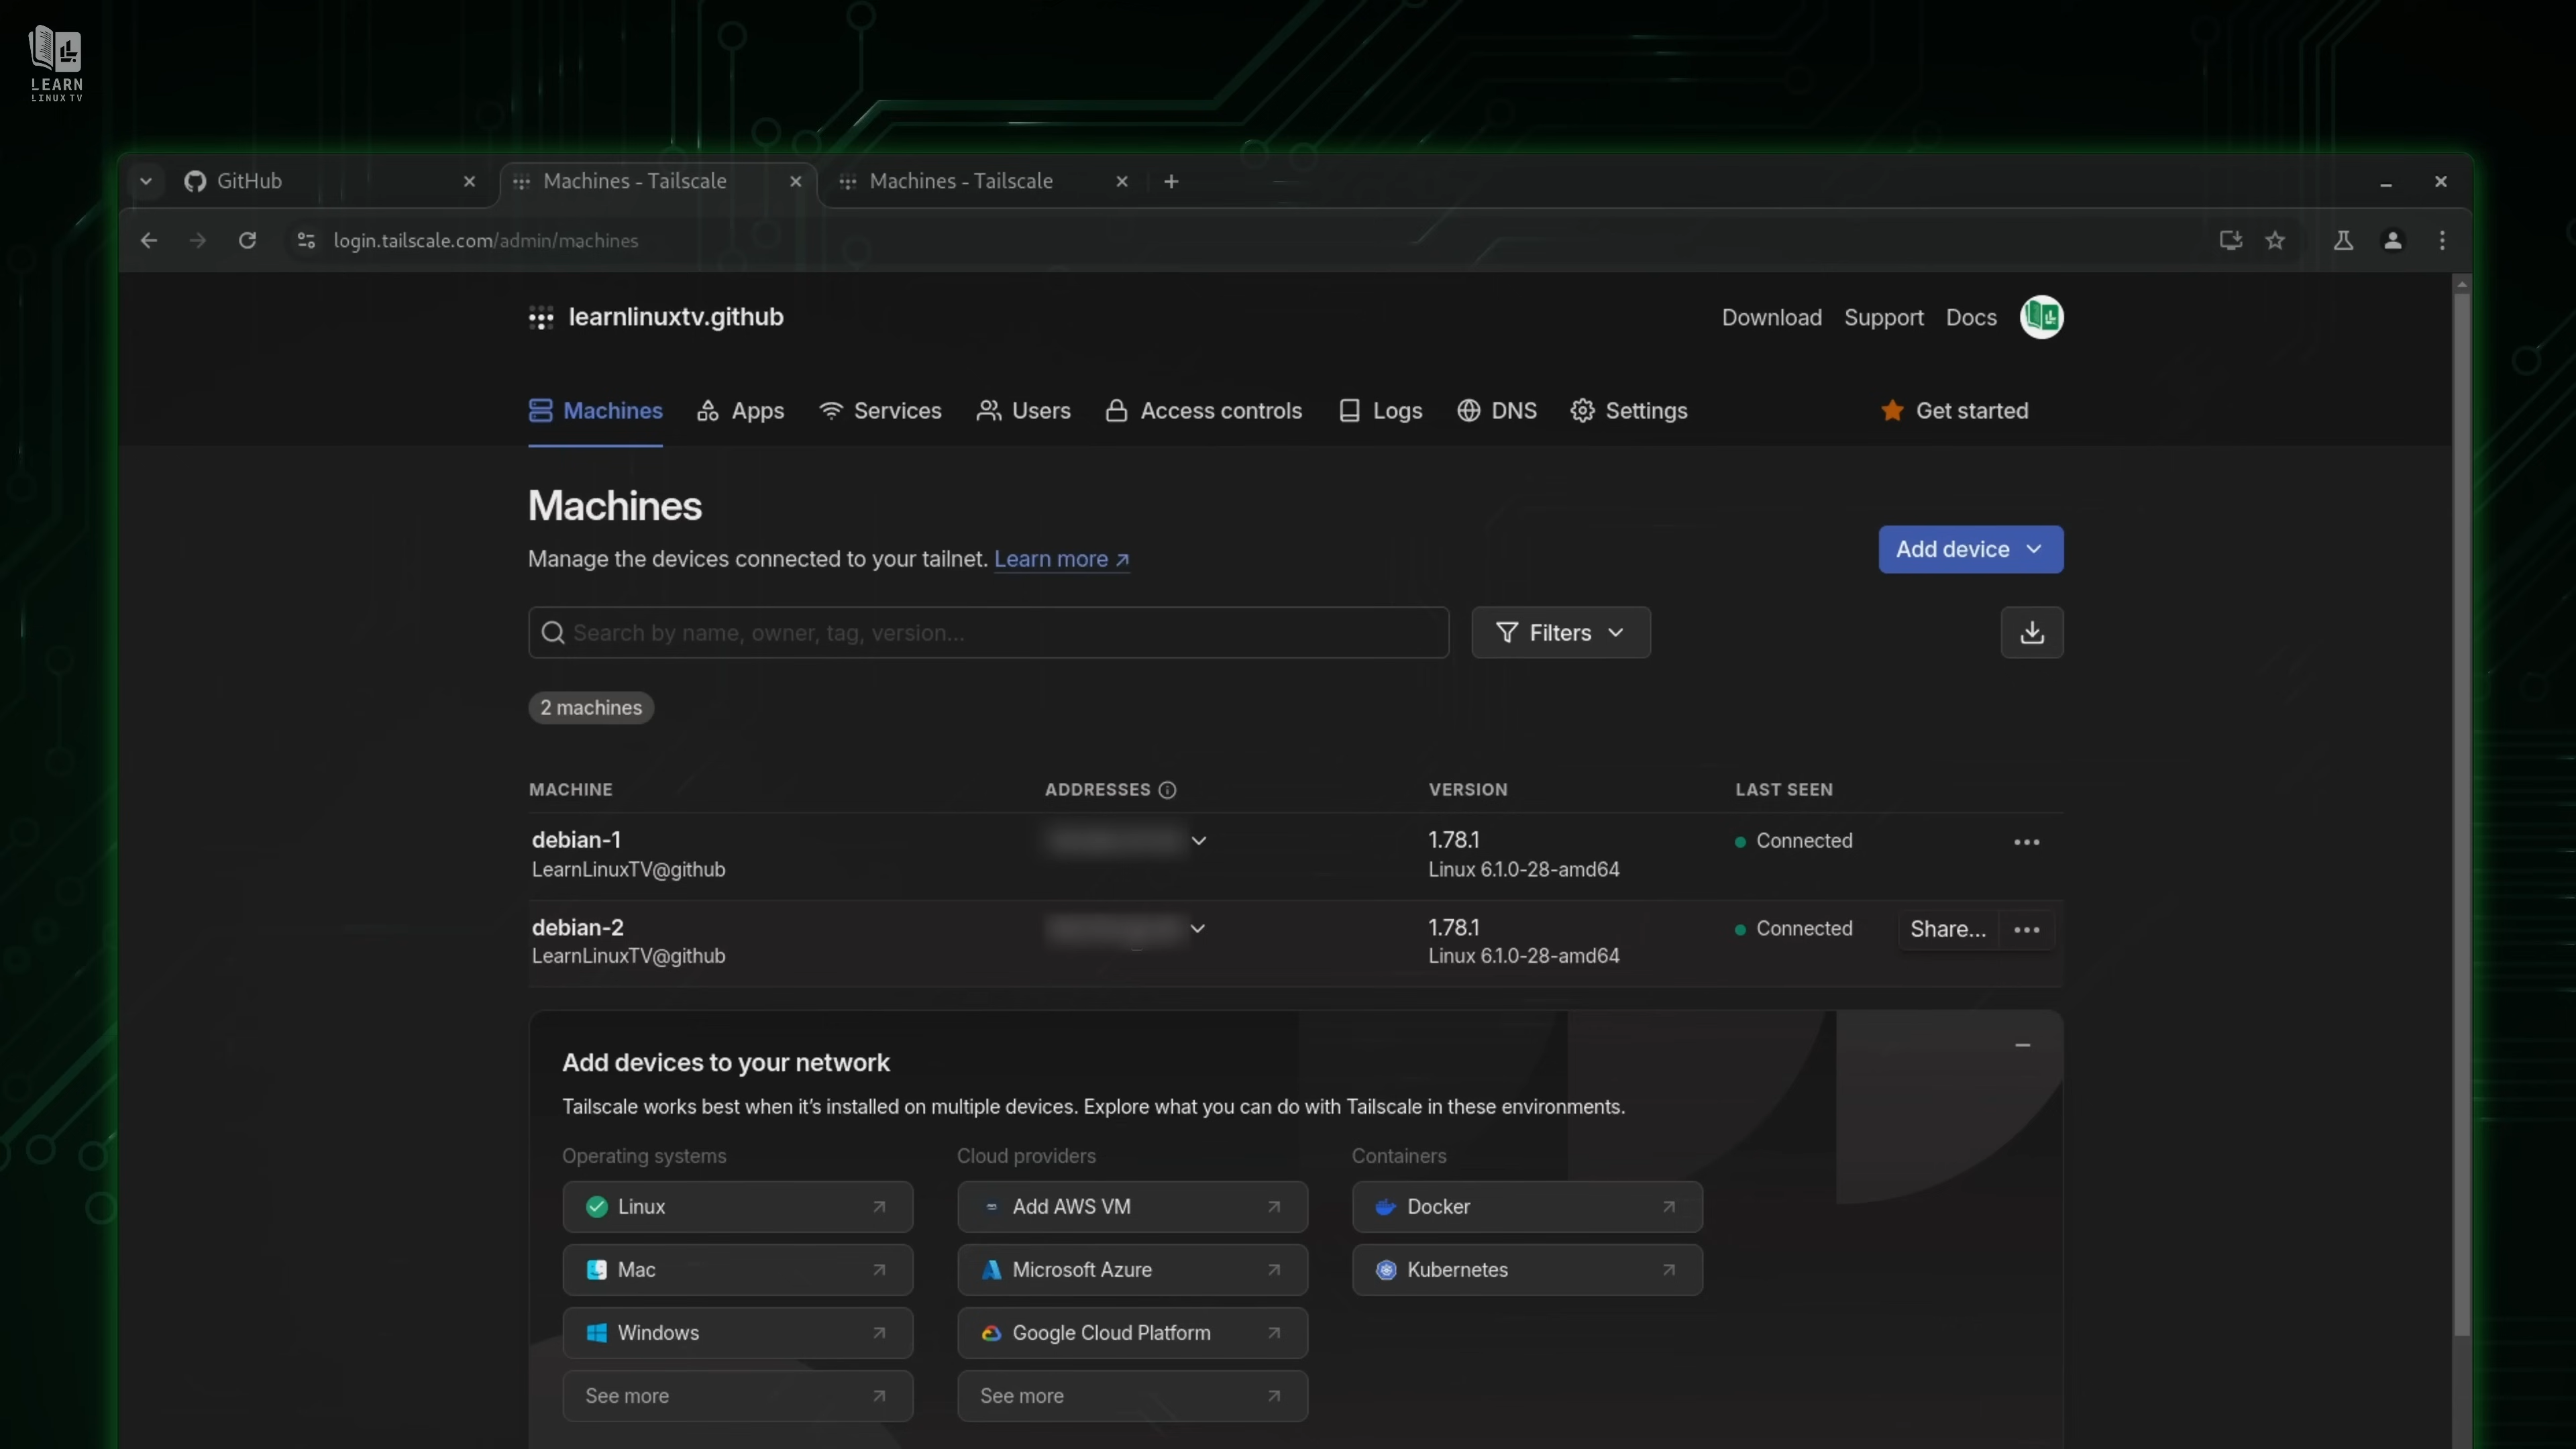 LEARN
LINUX TV
GitHub
Machines - Tailscale
Machines - Tailscale
login.tailscale.com/admin/machines
learnlinuxtv.github
Download Support Docs
Machines Apps Services Users Access controls Logs DNS Settings Get started
Machines
Manage the devices connected to your tailnet. Learn more ↗
Add device
Search by name, owner, tag, version...
Filters
2 machines
MACHINE ADDRESSES VERSION LAST SEEN
debian-1 1.78.1 Connected
LearnLinuxTV@github Linux 6.1.0-28-amd64
debian-2 1.78.1 Connected Share...
LearnLinuxTV@github Linux 6.1.0-28-amd64
Add devices to your network
Tailscale works best when it's installed on multiple devices. Explore what you can do with Tailscale in these environments.
Operating systems Cloud providers Containers
Linux Add AWS VM Docker
Mac Microsoft Azure Kubernetes
Windows Google Cloud Platform
See more See more